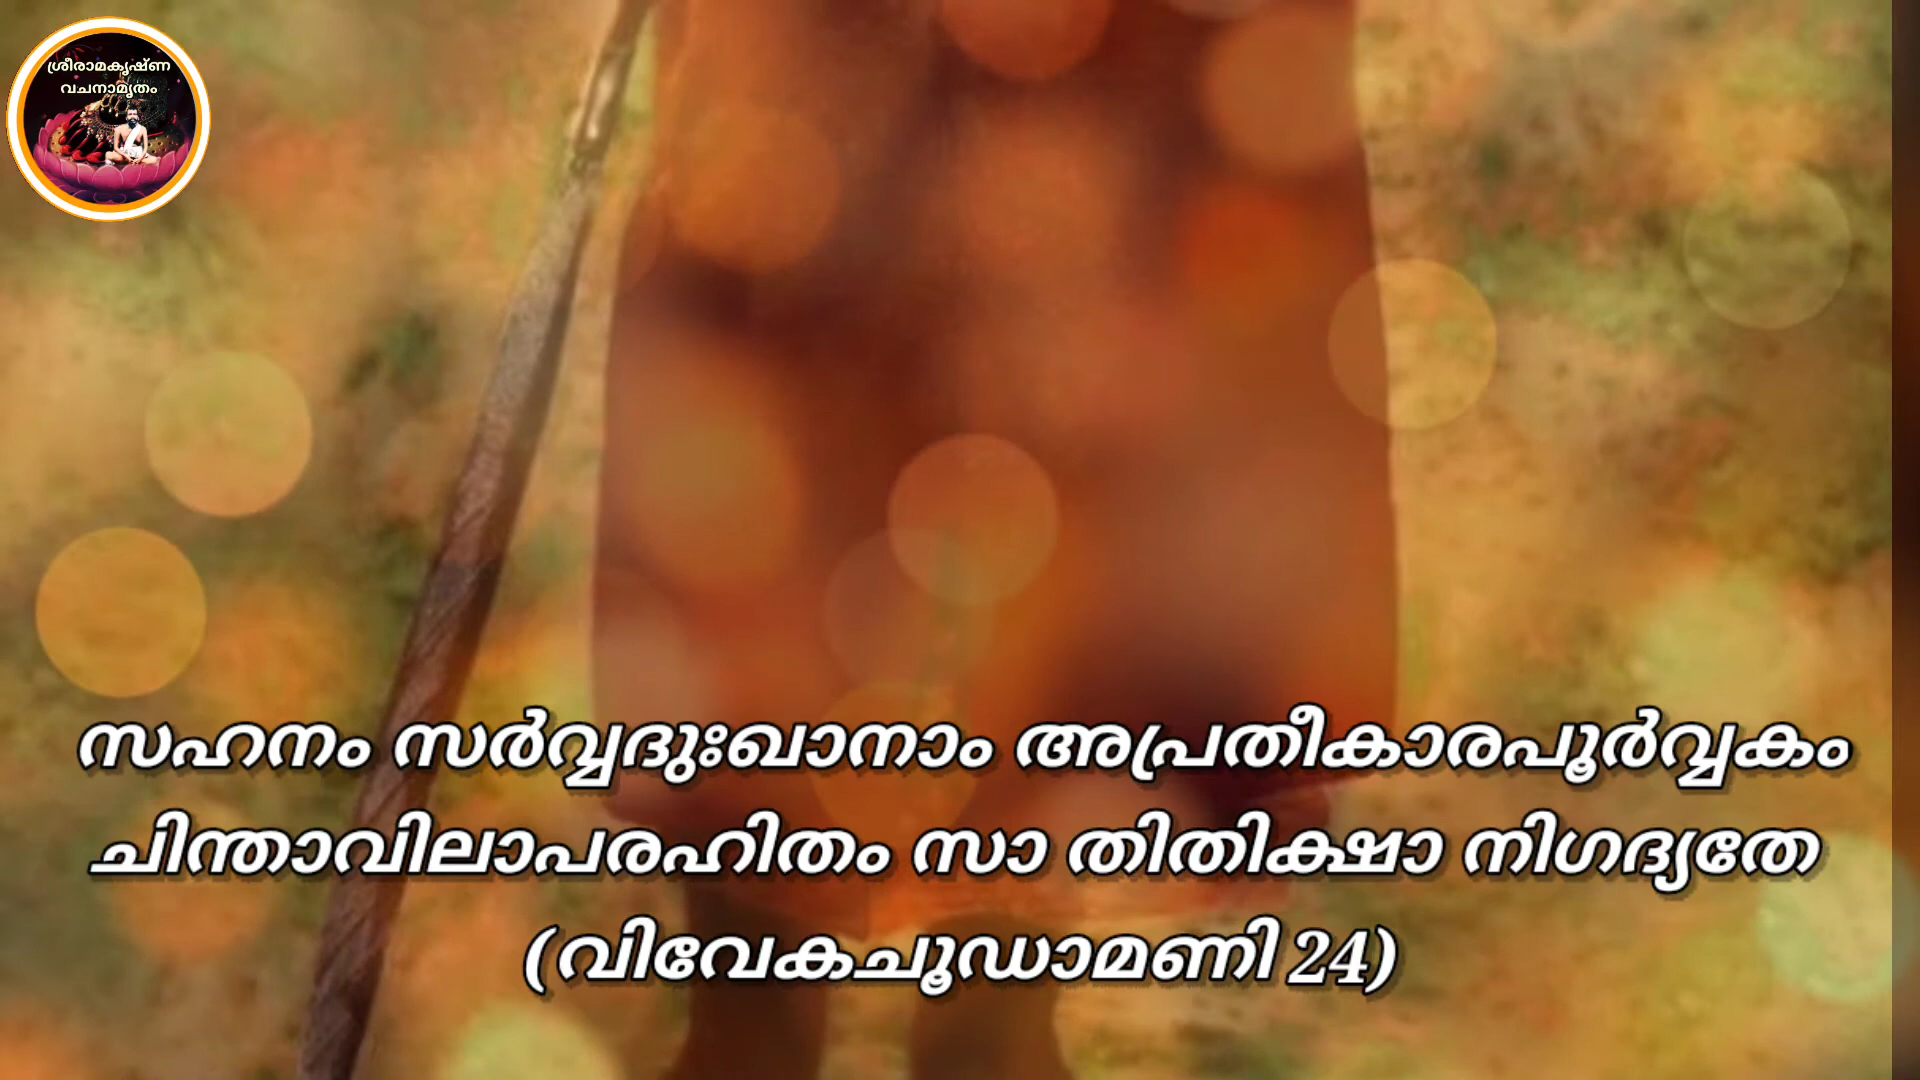 ശ്രീരാമകൃഷ്ണ
വചനാമൃതം
സഹനം സർവ്വദുഃഖാനാം അപ്രതീകാരപൂർവ്വകം
ചിന്താവിലാപരഹിതം സാ തിതിക്ഷാ നിഗദ്യതേ
(വിവേകചൂഡാമണി 24)